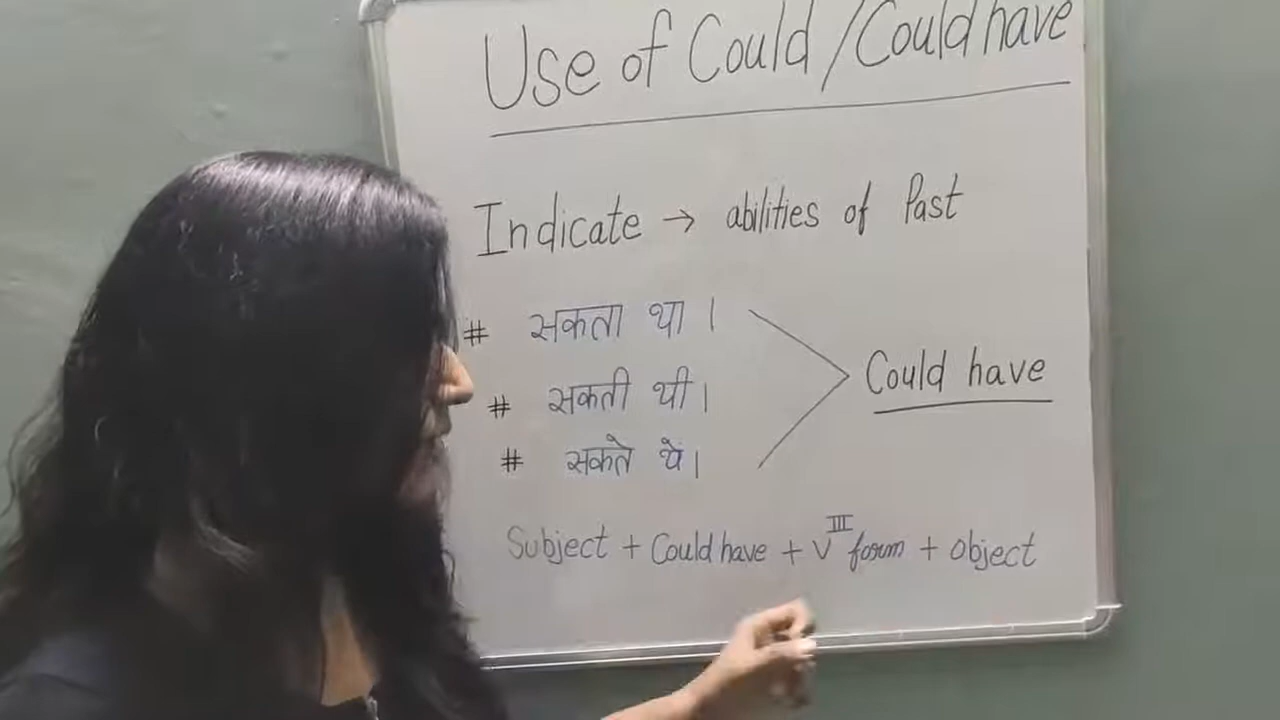 Use of Could / Could have
Indicate → abilities of Past
# सकता था ।
# सकती थी ।
# सकते थे ।
Could have
Subject + Could have + V III form + object